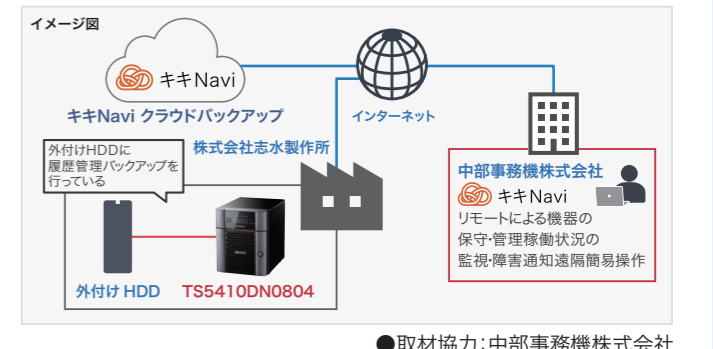 イメージ図
キキNavi
キキNavi クラウドバックアップ
インターネット
外付けHDDに
履歴管理バックアップを
行っている
株式会社志水製作所
外付け HDD
TS5410DN0804
中部事務機株式会社
キキNavi
リモートによる機器の
保守・管理稼働状況の
監視・障害通知遠隔簡易操作
●取材協力：中部事務機株式会社